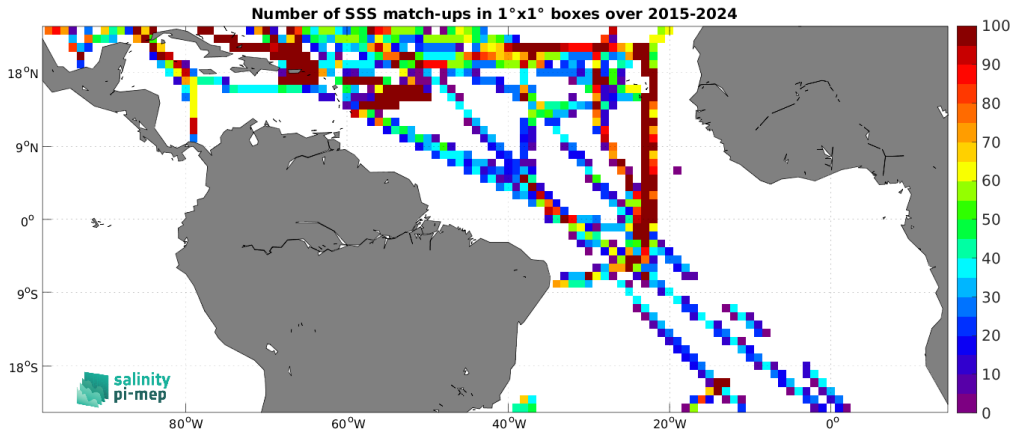 Number of SSS match-ups in 1°x1° boxes over 2015-2024
100
90
80
70
60
50
40
30
20
10
0
18°N
9°N
0°
9°S
18°S
80°W
60°W
40°W
20°W
0°
salinity
pi-mep